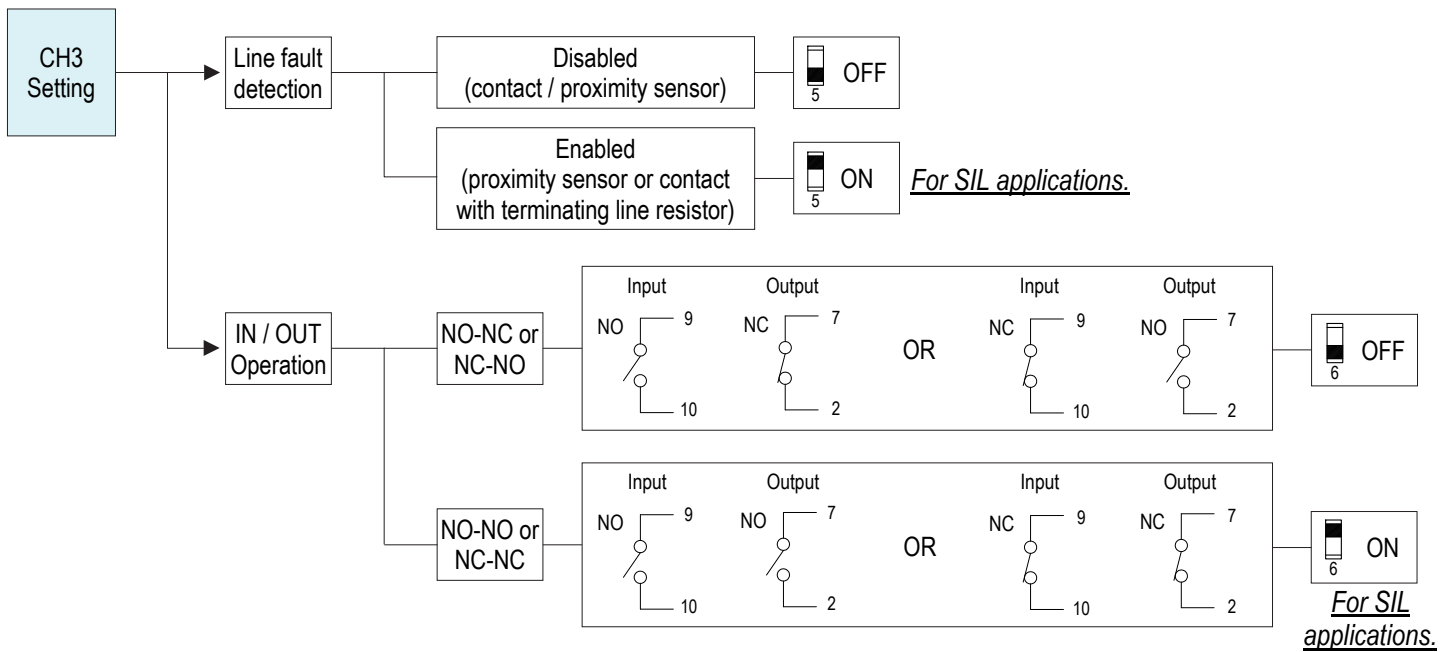 CH3
Setting
Line fault
detection
Disabled
(contact / proximity sensor)
5
OFF
Enabled
(proximity sensor or contact
with terminating line resistor)
5
ON
For SIL applications.
IN / OUT
Operation
NO-NC or
NC-NO
Input
NO
9
10
Output
NC
7
2
OR
Input
NC
9
10
Output
NO
7
2
6
OFF
NO-NO or
NC-NC
Input
NO
9
10
Output
NO
7
2
OR
Input
NC
9
10
Output
NC
7
2
6
ON
For SIL
applications.